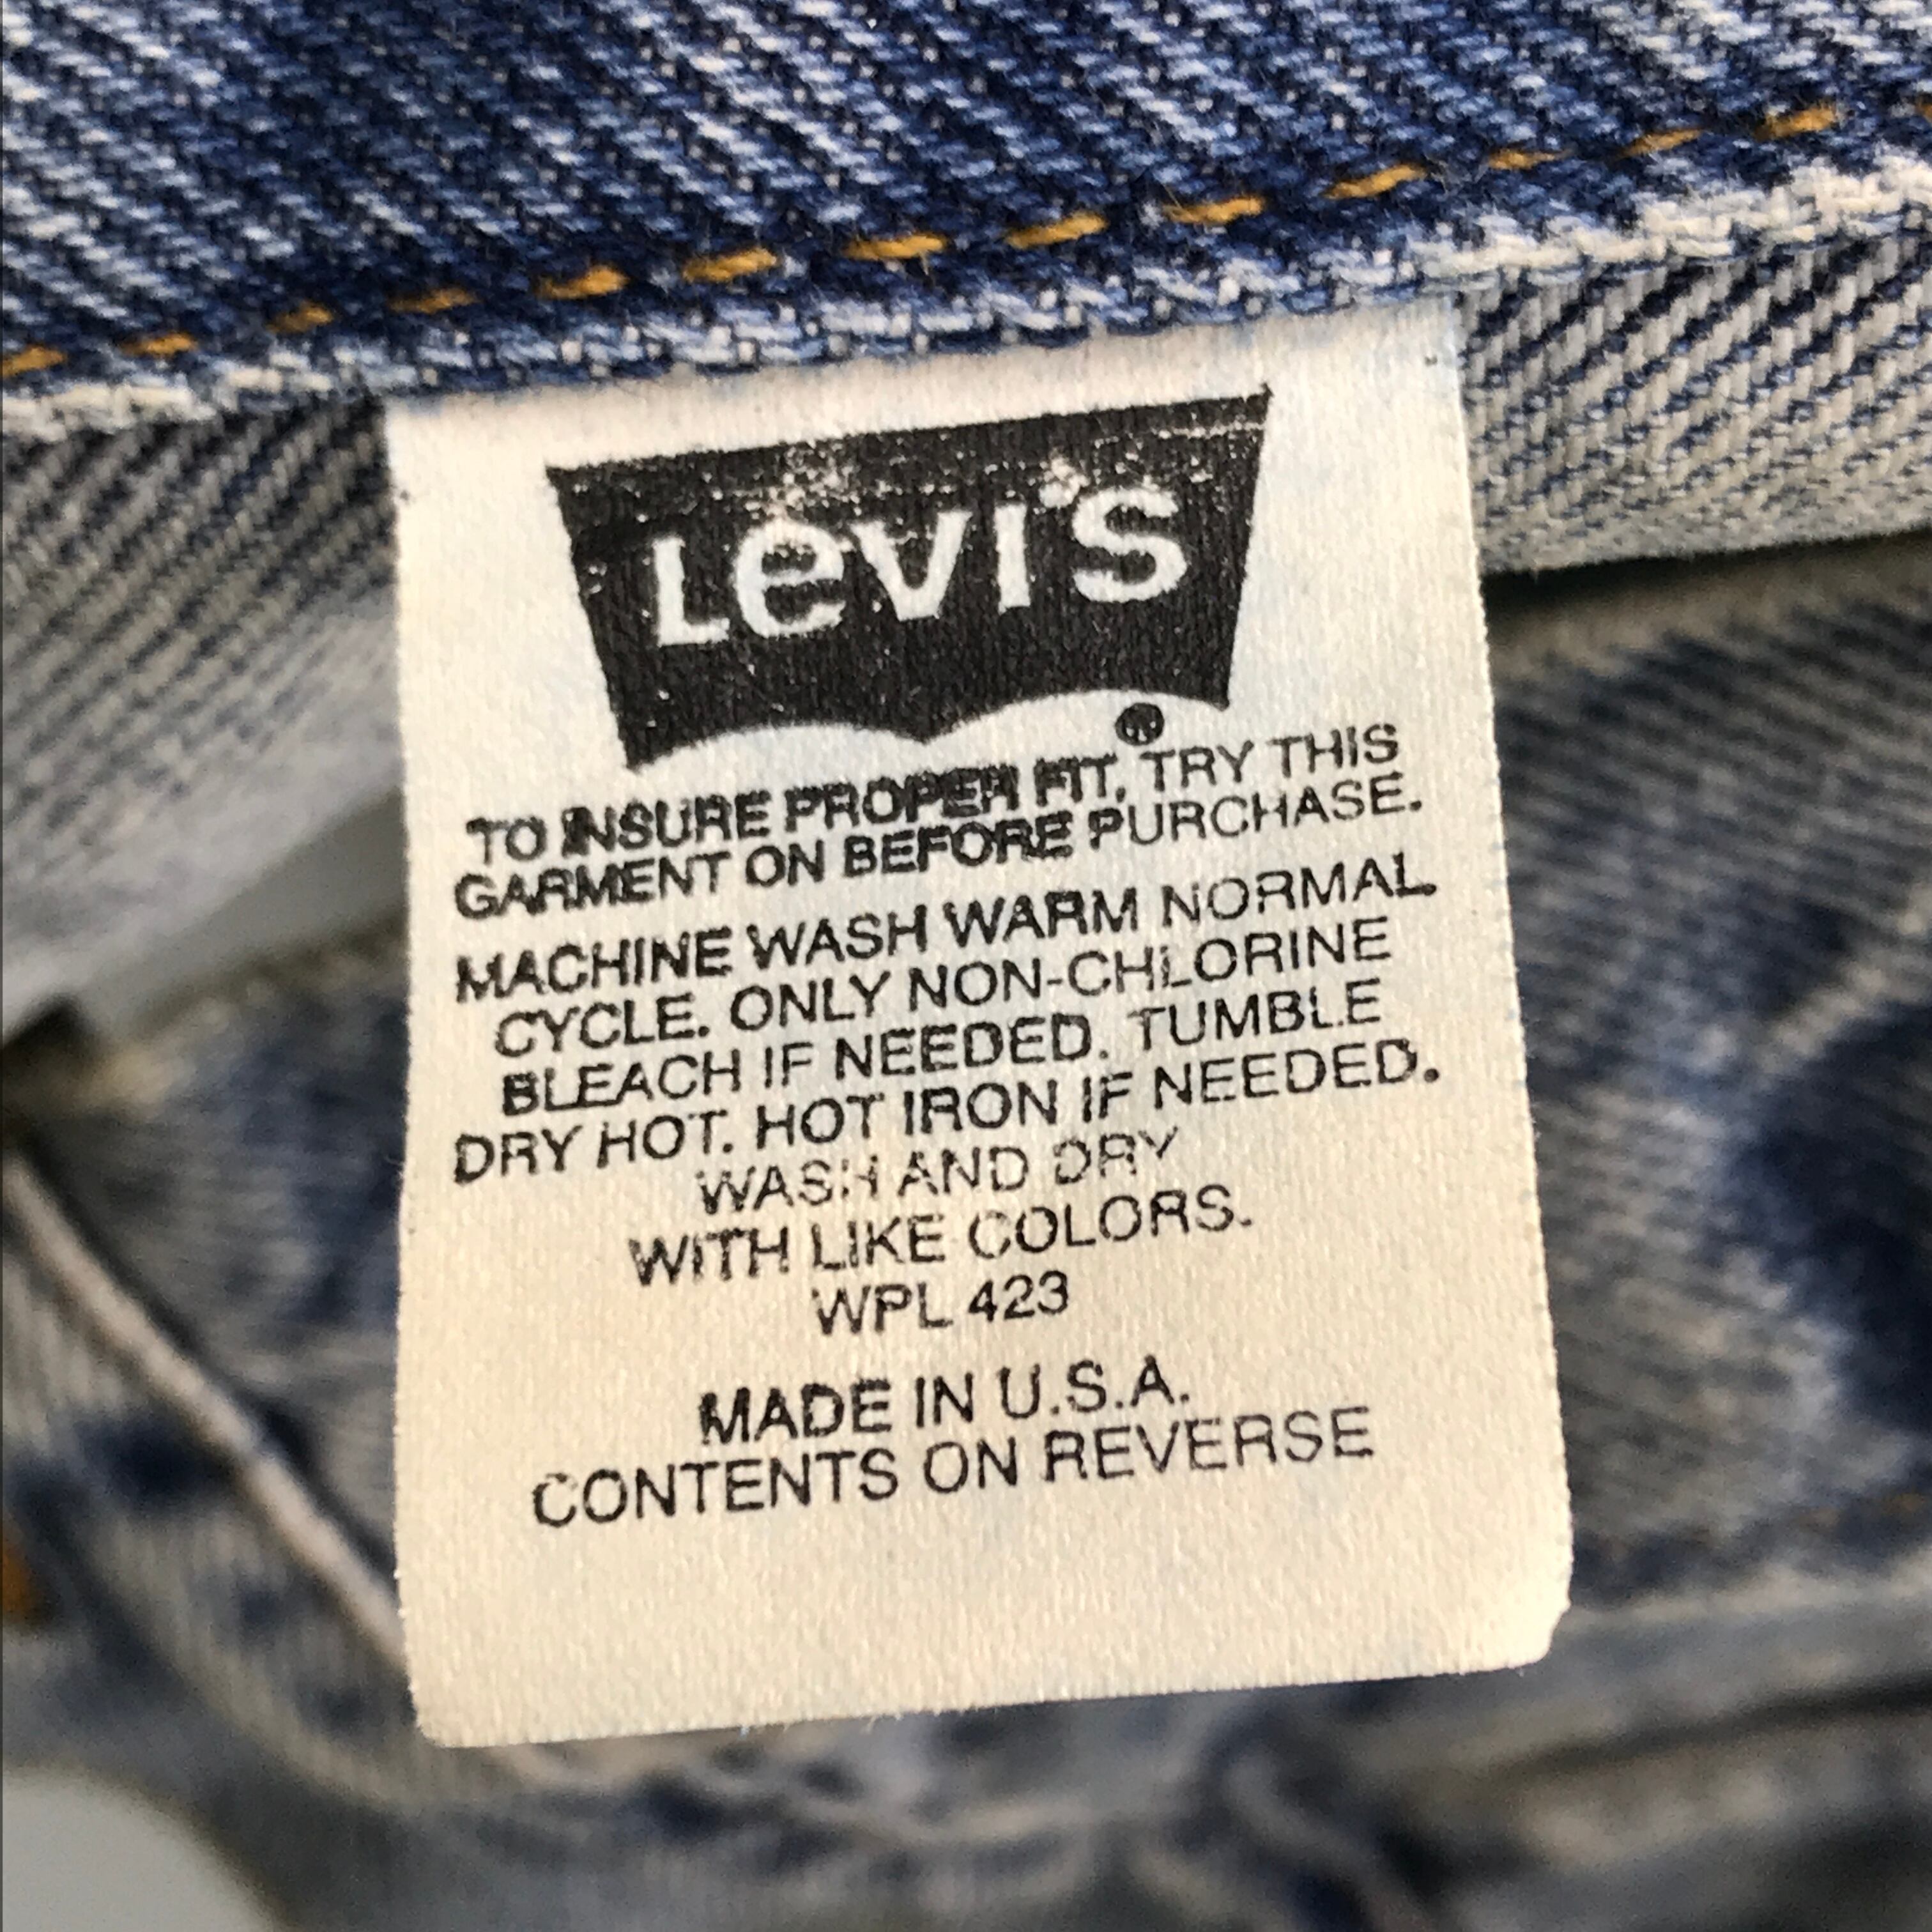 Levi's
®
TO INSURE PROPER FIT, TRY THIS
GARMENT ON BEFORE PURCHASE.
MACHINE WASH WARM NORMAL
CYCLE. ONLY NON-CHLORINE
BLEACH IF NEEDED. TUMBLE
DRY HOT. HOT IRON IF NEEDED.
WASH AND DRY
WITH LIKE COLORS.
WPL 423
MADE IN U.S.A.
CONTENTS ON REVERSE